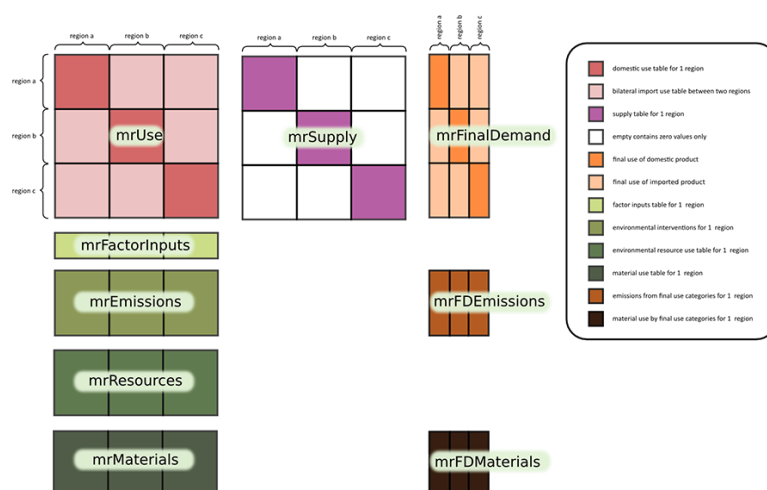 region a
region b
region c
region a
region b
region c
region a
region b
region c
region a
region b
region c
mrUse
mrSupply
mrFinalDemand
mrFactorInputs
mrEmissions
mrFDEmissions
mrResources
mrMaterials
mrFDMaterials
domestic use table for 1 region
bilateral import use table between two regions
supply table for 1 region
empty contains zero values only
final use of domestic product
final use of imported product
factor inputs table for 1 region
environmental interventions for 1 region
environmental resource use table for 1 region
material use table for 1 region
emissions from final use categories for 1 region
material use by final use categories for 1 region